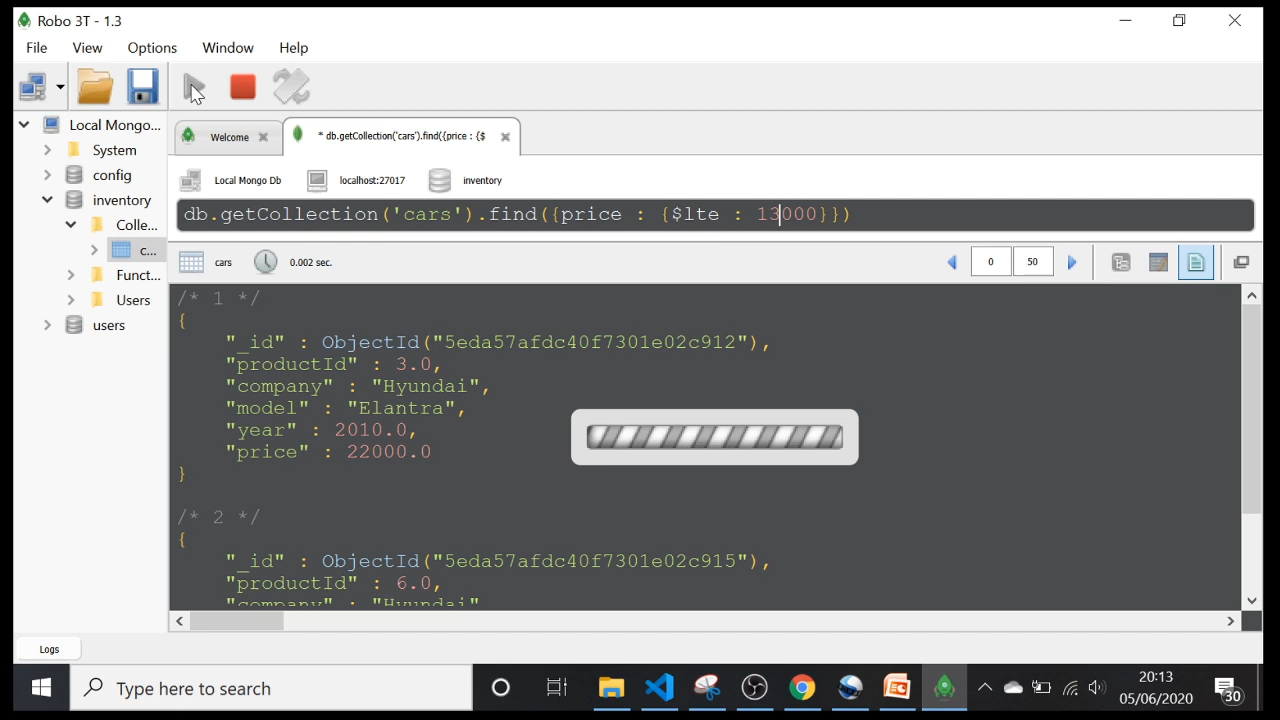 Robo 3T - 1.3
File View Options Window Help
Local Mongo...
System
config
inventory
Colle...
c...
Funct...
Users
users
Welcome
* db.getCollection('cars').find({price : {$
Local Mongo Db localhost:27017 inventory
db.getCollection('cars').find({price : {$lte : 13000}})
cars 0.002 sec. 0 50
/* 1 */
{
"_id" : ObjectId("5eda57afdc40f7301e02c912"),
"productId" : 3.0,
"company" : "Hyundai",
"model" : "Elantra",
"year" : 2010.0,
"price" : 22000.0
}
/* 2 */
{
"_id" : ObjectId("5eda57afdc40f7301e02c915"),
"productId" : 6.0,
"company" : "Hyundai"
Logs
Type here to search
20:13
05/06/2020
30